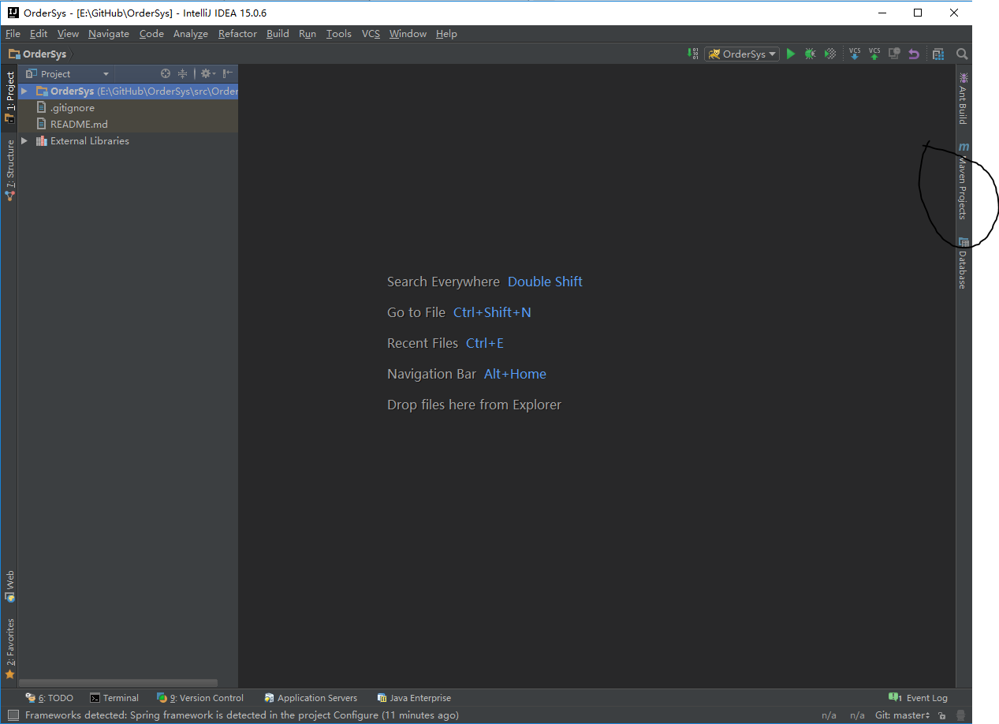 OrderSys - [E:\GitHub\OrderSys] - IntelliJ IDEA 15.0.6
File Edit View Navigate Code Analyze Refactor Build Run Tools VCS Window Help
OrderSys
OrderSys
VCS VCS
Project
OrderSys (E:\GitHub\OrderSys\src\Order
.gitignore
README.md
External Libraries
1: Project
7: Structure
Web
2: Favorites
Search Everywhere Double Shift
Go to File Ctrl+Shift+N
Recent Files Ctrl+E
Navigation Bar Alt+Home
Drop files here from Explorer
Ant Build
m Maven Projects
Database
6: TODO Terminal 9: Version Control Application Servers Java Enterprise 1 Event Log
Frameworks detected: Spring framework is detected in the project Configure (11 minutes ago) n/a n/a Git: master